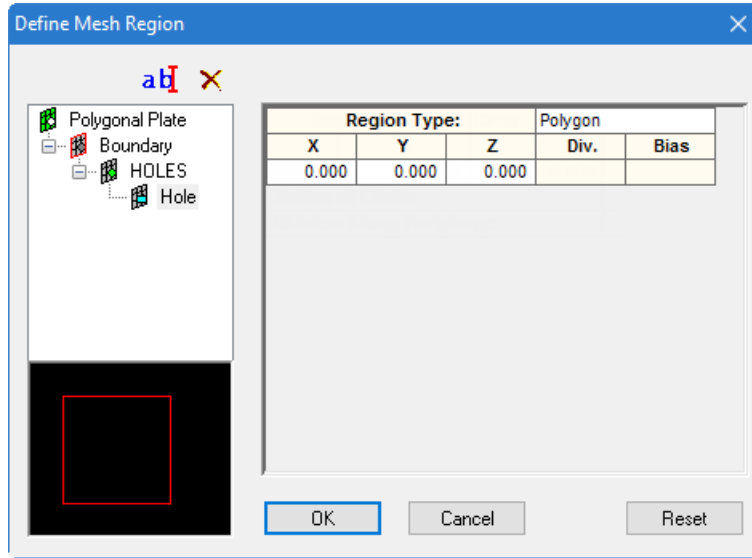 Define Mesh Region
ab
Polygonal Plate
Boundary
HOLES
Hole
Region Type: Polygon
X Y Z Div. Bias
0.000 0.000 0.000
OK Cancel Reset